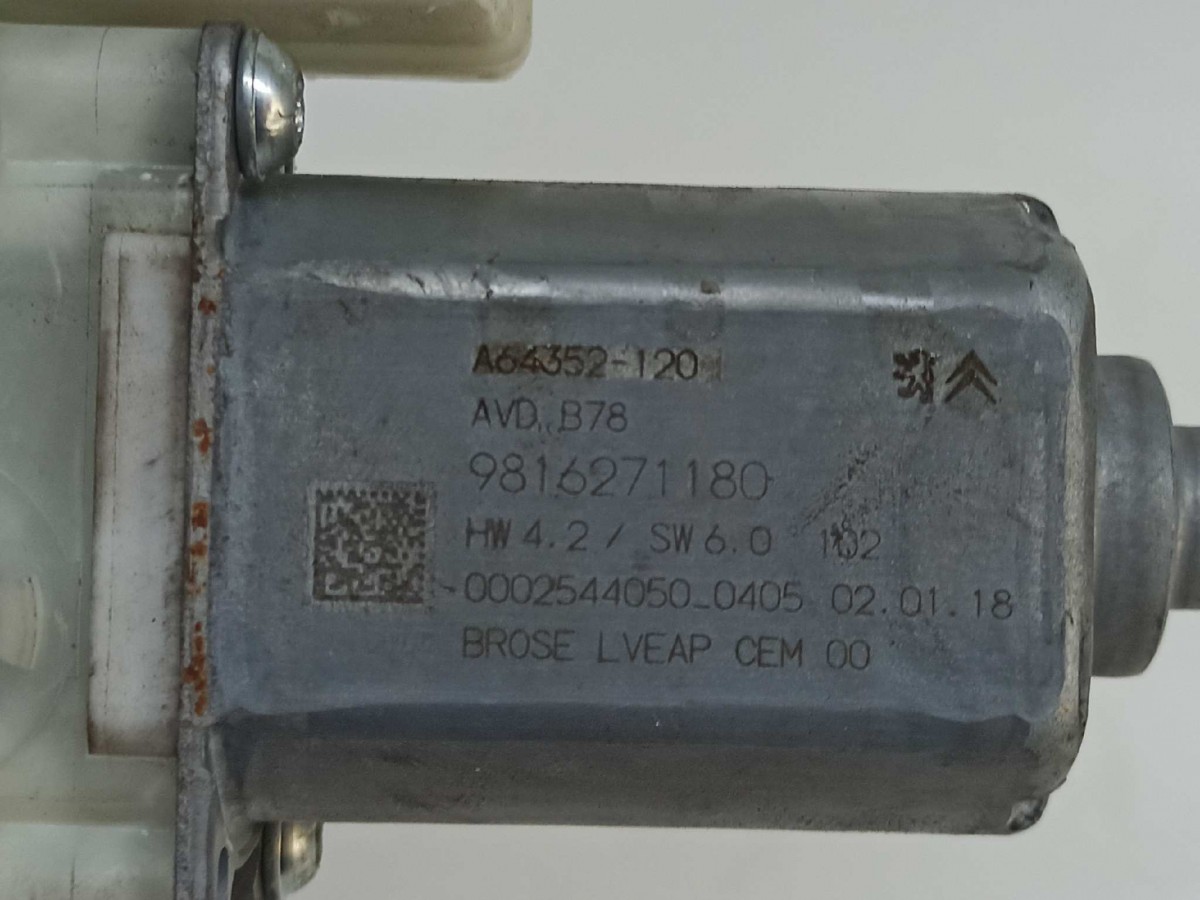 A64352-120
AVD B78
9816271180
HW 4.2 / SW 6.0 102
0002544050_0405 02.01.18
BROSE LVEAP CEM 00